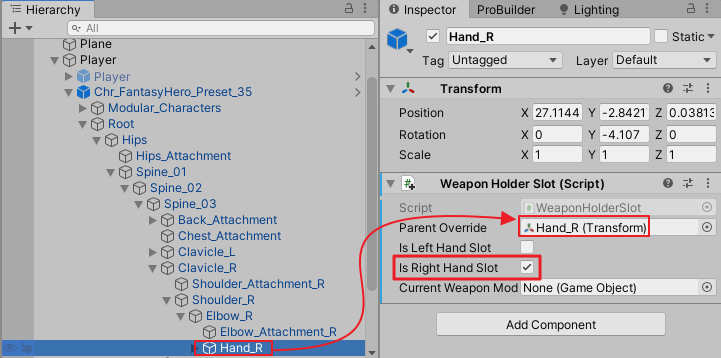 Hierarchy
All
Plane
Player
Player
Chr_FantasyHero_Preset_35
Modular_Characters
Root
Hips
Hips_Attachment
Spine_01
Spine_02
Spine_03
Back_Attachment
Chest_Attachment
Clavicle_L
Clavicle_R
Shoulder_Attachment_R
Shoulder_R
Elbow_R
Elbow_Attachment_R
Hand_R
Inspector ProBuilder Lighting
Hand_R Static
Tag Untagged Layer Default
Transform
Position X 27.1144 Y -2.8421 Z 0.03813
Rotation X 0 Y -4.107 Z 0
Scale X 1 Y 1 Z 1
Weapon Holder Slot (Script)
Script WeaponHolderSlot
Parent Override Hand_R (Transform)
Is Left Hand Slot
Is Right Hand Slot
Current Weapon Mod None (Game Object)
Add Component